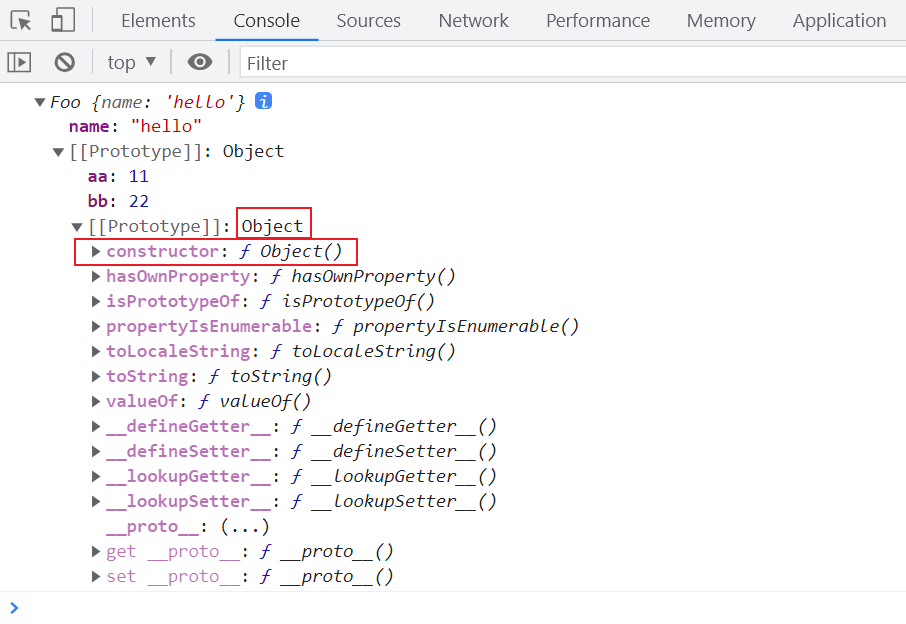 Elements Console Sources Network Performance Memory Application
top Filter
Foo {name: 'hello'} i
name: "hello"
[[Prototype]]: Object
aa: 11
bb: 22
[[Prototype]]: Object
constructor: ƒ Object()
hasOwnProperty: ƒ hasOwnProperty()
isPrototypeOf: ƒ isPrototypeOf()
propertyIsEnumerable: ƒ propertyIsEnumerable()
toLocaleString: ƒ toLocaleString()
toString: ƒ toString()
valueOf: ƒ valueOf()
__defineGetter__: ƒ __defineGetter__()
__defineSetter__: ƒ __defineSetter__()
__lookupGetter__: ƒ __lookupGetter__()
__lookupSetter__: ƒ __lookupSetter__()
__proto__: (...)
get __proto__: ƒ __proto__()
set __proto__: ƒ __proto__()